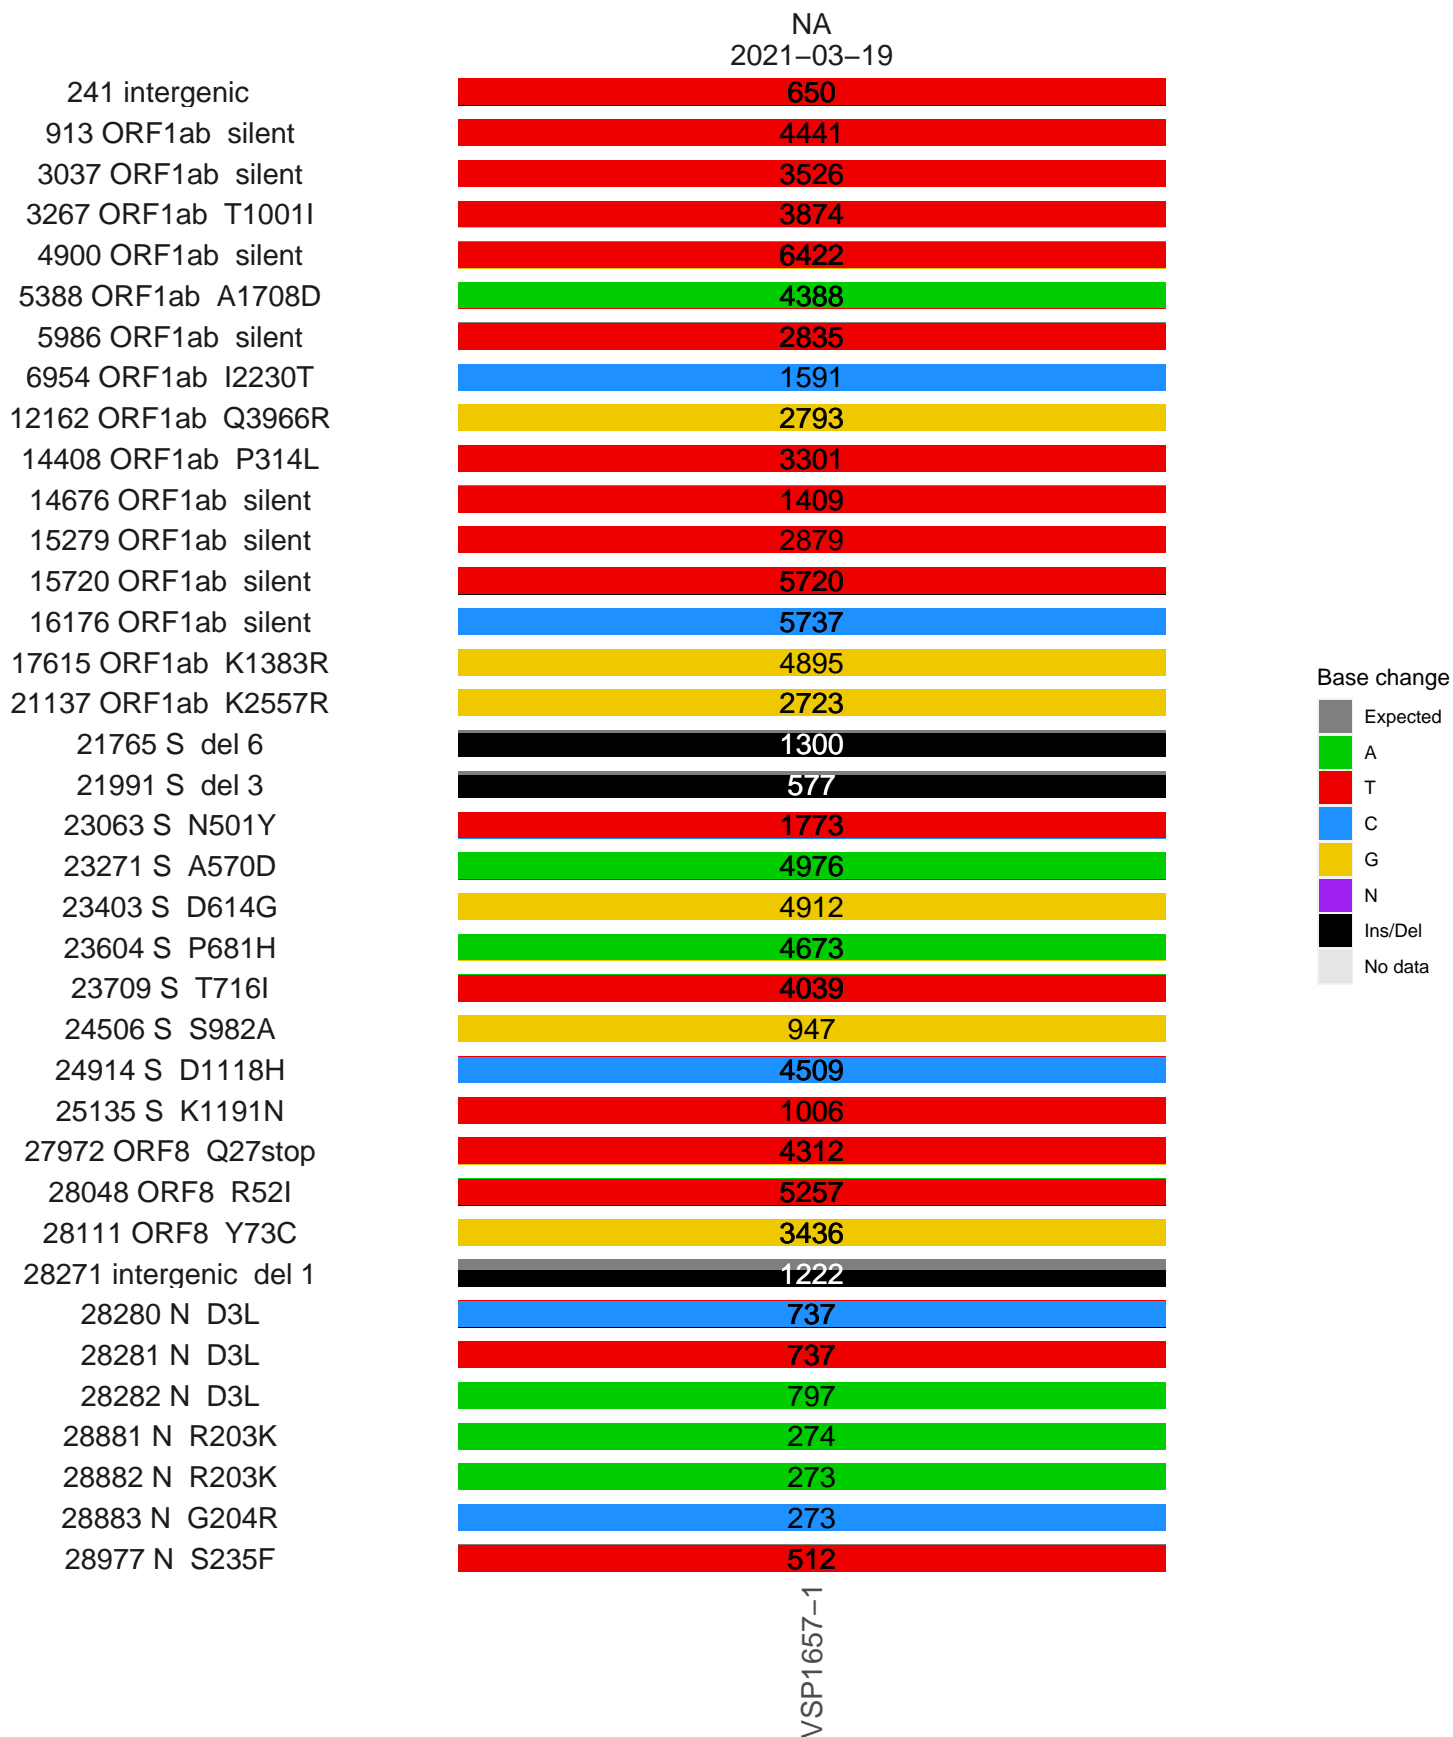 NA
2021−03−19
241 intergenic 650
913 ORF1ab silent 4441
3037 ORF1ab silent 3526
3267 ORF1ab T1001I 3874
4900 ORF1ab silent 6422
5388 ORF1ab A1708D 4388
5986 ORF1ab silent 2835
6954 ORF1ab I2230T 1591
12162 ORF1ab Q3966R 2793
14408 ORF1ab P314L 3301
14676 ORF1ab silent 1409
15279 ORF1ab silent 2879
15720 ORF1ab silent 5720
16176 ORF1ab silent 5737
17615 ORF1ab K1383R 4895
21137 ORF1ab K2557R 2723
21765 S del 6 1300
21991 S del 3 577
23063 S N501Y 1773
23271 S A570D 4976
23403 S D614G 4912
23604 S P681H 4673
23709 S T716I 4039
24506 S S982A 947
24914 S D1118H 4509
25135 S K1191N 1006
27972 ORF8 Q27stop 4312
28048 ORF8 R52I 5257
28111 ORF8 Y73C 3436
28271 intergenic del 1 1222
28280 N D3L 737
28281 N D3L 737
28282 N D3L 797
28881 N R203K 274
28882 N R203K 273
28883 N G204R 273
28977 N S235F 512
VSP1657−1
Base change
Expected
A
T
C
G
N
Ins/Del
No data